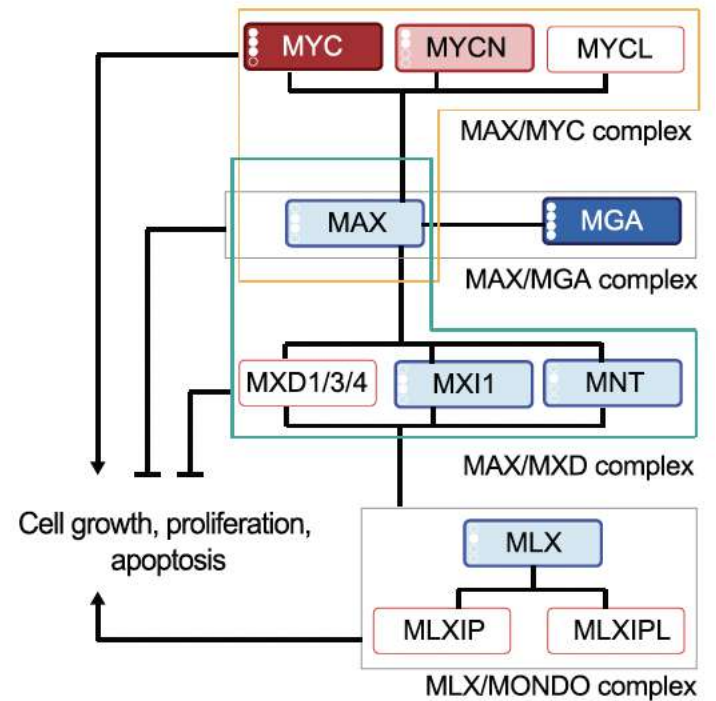 MYC
MYCN
MYCL
MAX/MYC complex
MAX
MGA
MAX/MGA complex
MXD1/3/4
MXI1
MNT
MAX/MXD complex
Cell growth, proliferation,
apoptosis
MLX
MLXIP
MLXIPL
MLX/MONDO complex